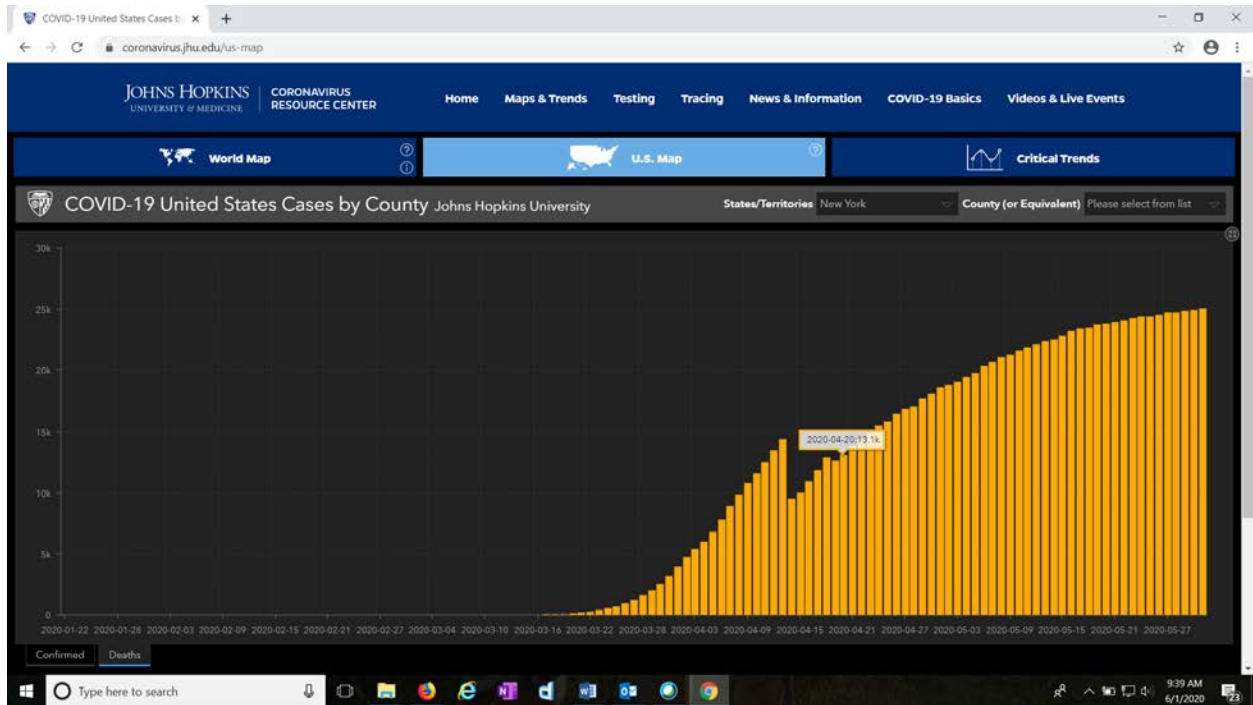 COVID-19 United States Cases b
coronavirus.jhu.edu/us-map
JOHNS HOPKINS
UNIVERSITY & MEDICINE
CORONAVIRUS
RESOURCE CENTER
Home Maps & Trends Testing Tracing News & Information COVID-19 Basics Videos & Live Events
World Map
U.S. Map
Critical Trends
COVID-19 United States Cases by County Johns Hopkins University
States/Territories New York
County (or Equivalent) Please select from list
30k
25k
20k
15k
10k
5k
0
2020-04-20;13.1k
2020-01-22 2020-01-28 2020-02-03 2020-02-09 2020-02-15 2020-02-21 2020-02-27 2020-03-04 2020-03-10 2020-03-16 2020-03-22 2020-03-28 2020-04-03 2020-04-09 2020-04-15 2020-04-21 2020-04-27 2020-05-03 2020-05-09 2020-05-15 2020-05-21 2020-05-27
Confirmed Deaths
Type here to search
9:39 AM
6/1/2020
23